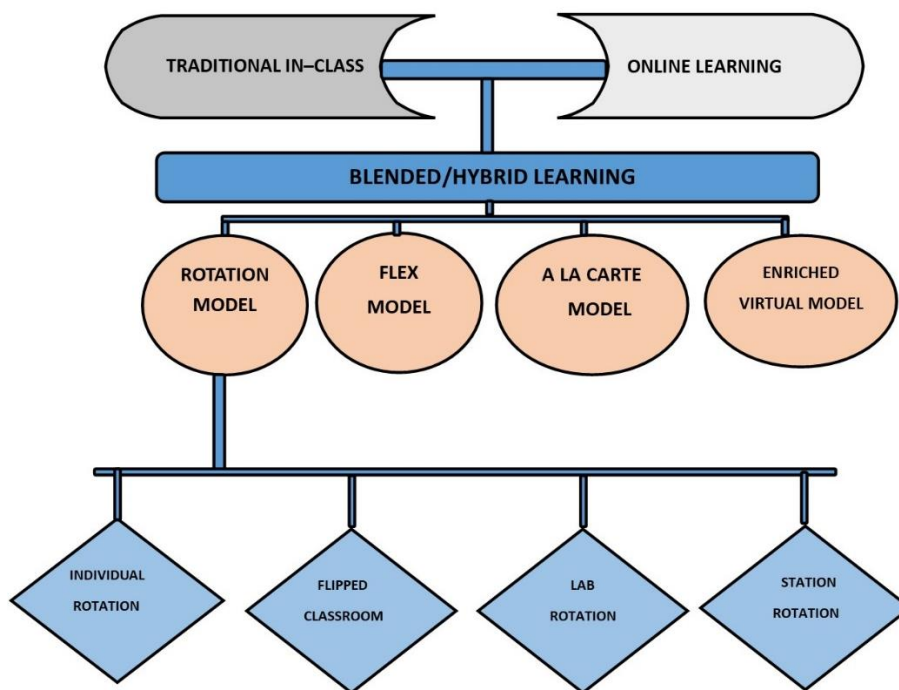 TRADITIONAL IN–CLASS
ONLINE LEARNING
BLENDED/HYBRID LEARNING
ROTATION
MODEL
FLEX
MODEL
A LA CARTE
MODEL
ENRICHED
VIRTUAL MODEL
INDIVIDUAL
ROTATION
FLIPPED
CLASSROOM
LAB
ROTATION
STATION
ROTATION